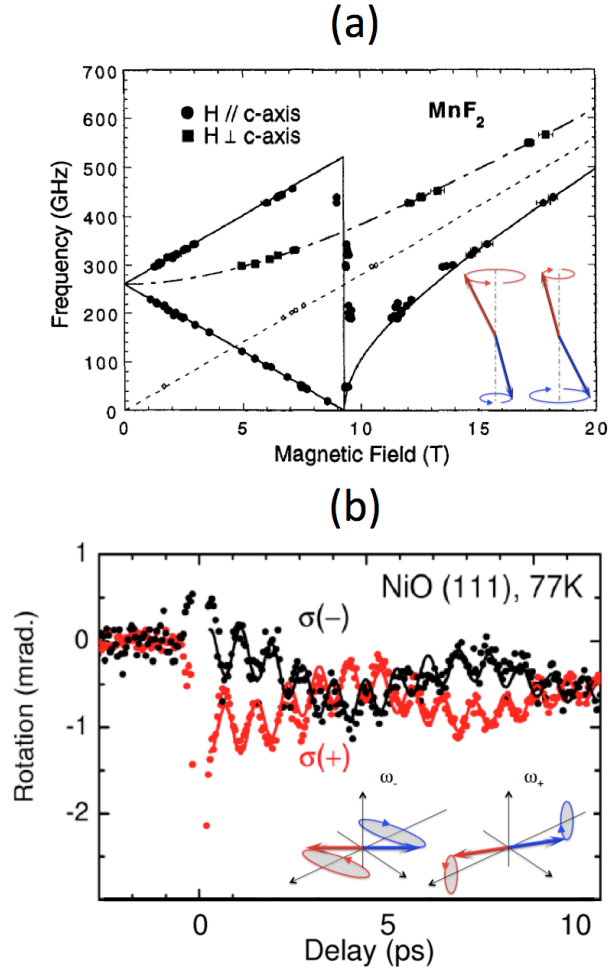 (a)
700
600
500
400
300
200
100
0
Frequency (GHz)
H // c-axis
H ⊥ c-axis
MnF2
0
5
10
15
20
Magnetic Field (T)
(b)
1
0
-1
-2
Rotation (mrad.)
NiO (111), 77K
σ(−)
σ(+)
ω-
ω+
0
5
10
Delay (ps)